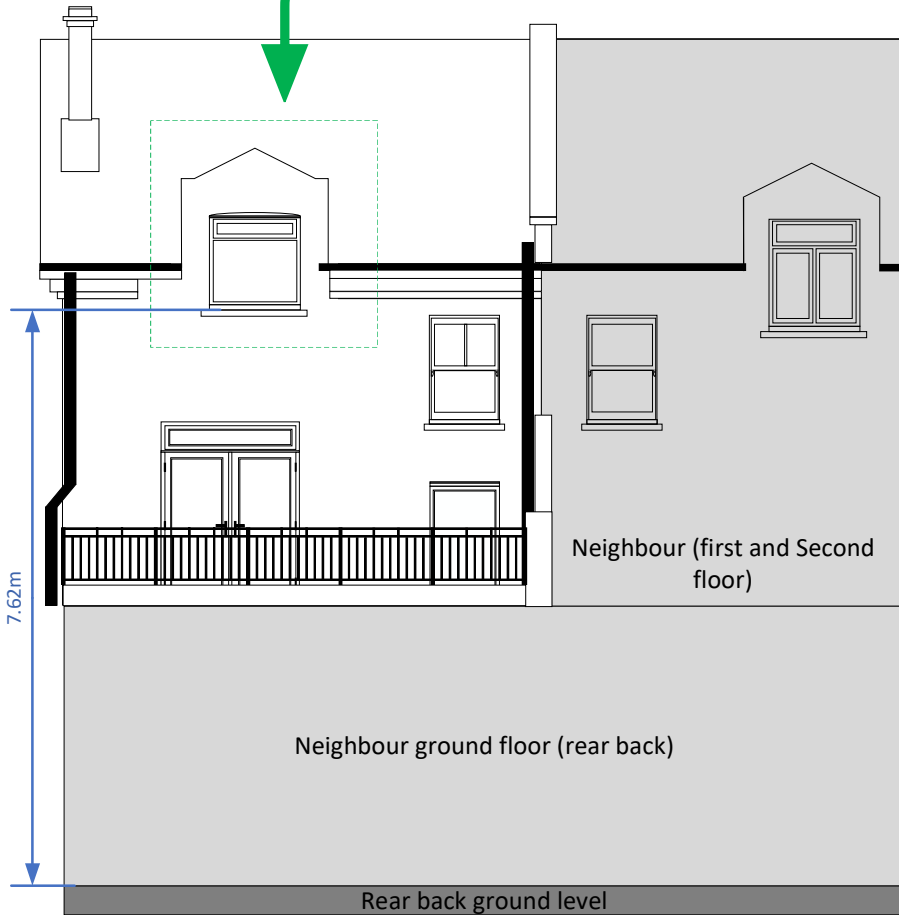 Neighbour (first and Second
floor)
7.62m
Neighbour ground floor (rear back)
Rear back ground level